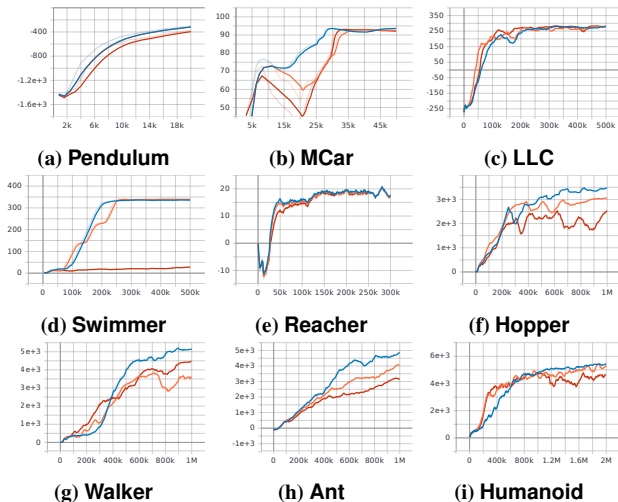 -400
-1.2e+3
-1.6e+3
2k 6k 10k 14k 18k
(a) Pendulum
90
80
70
60
50
5k 15k 25k 35k 45k
(b) MCar
350
250
150
50
-50
-150
-250
0 100k 200k 300k 400k 500k
(c) LLC
400
300
200
100
0
0 100k 300k 500k
(d) Swimmer
20
10
0
-10
0 50k 100k 150k 200k 250k 300k
(e) Reacher
3e+3
2e+3
1e+3
0
0 200k 400k 600k 800k 1M
(f) Hopper
5e+3
4e+3
3e+3
2e+3
1e+3
0
0 200k 400k 600k 800k 1M
(g) Walker
5e+3
4e+3
3e+3
2e+3
1e+3
0
-1e+3
0 200k 400k 600k 800k 1M
(h) Ant
6e+3
4e+3
2e+3
0
0 400k 800k 1.2M 1.6M 2M
(i) Humanoid